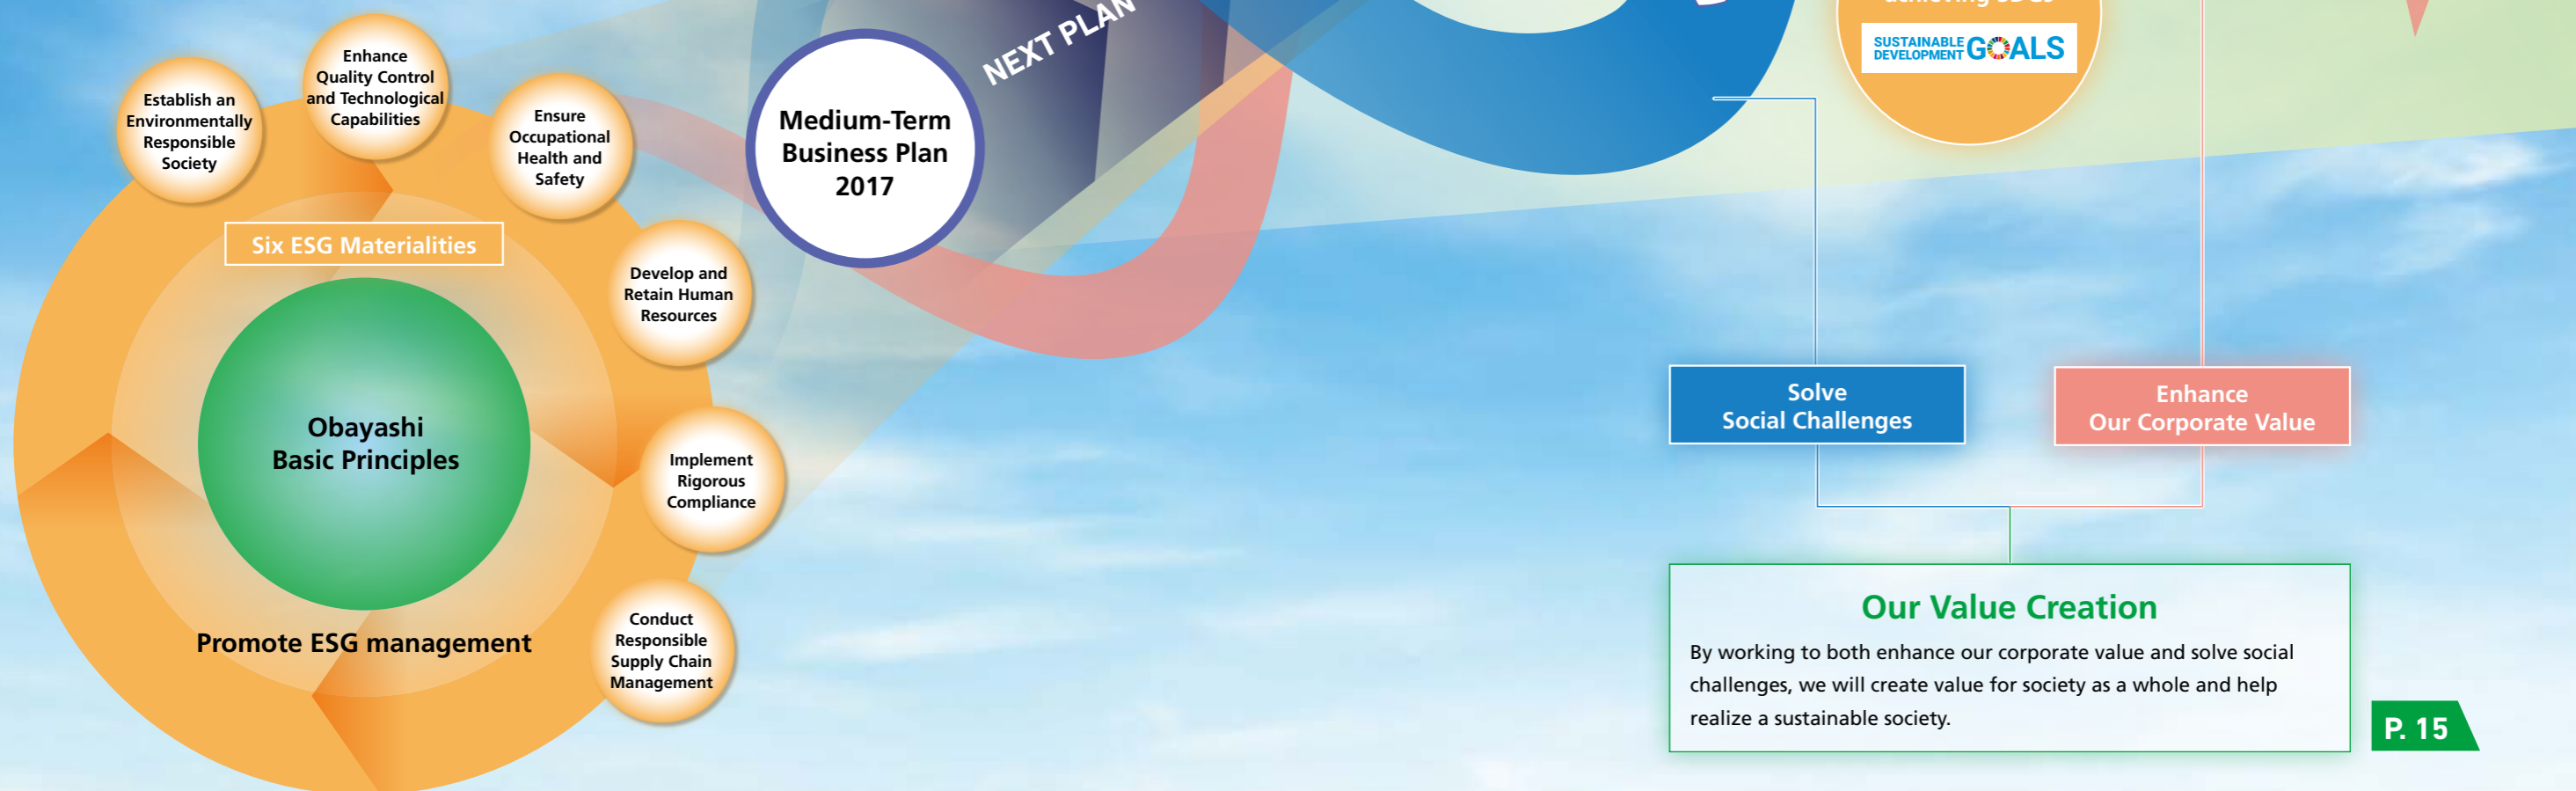 Enhance
Quality Control
and Technological
Capabilities
Establish an
Environmentally
Responsible
Society
Ensure
Occupational
Health and
Safety
Develop and
Retain Human
Resources
Implement
Rigorous
Compliance
Conduct
Responsible
Supply Chain
Management
Six ESG Materialities
Obayashi
Basic Principles
Promote ESG management
Medium-Term
Business Plan
2017
NEXT PLAN
achieving SDGs
SUSTAINABLE
DEVELOPMENT GOALS
Solve
Social Challenges
Enhance
Our Corporate Value
Our Value Creation
By working to both enhance our corporate value and solve social
challenges, we will create value for society as a whole and help
realize a sustainable society.
P. 15